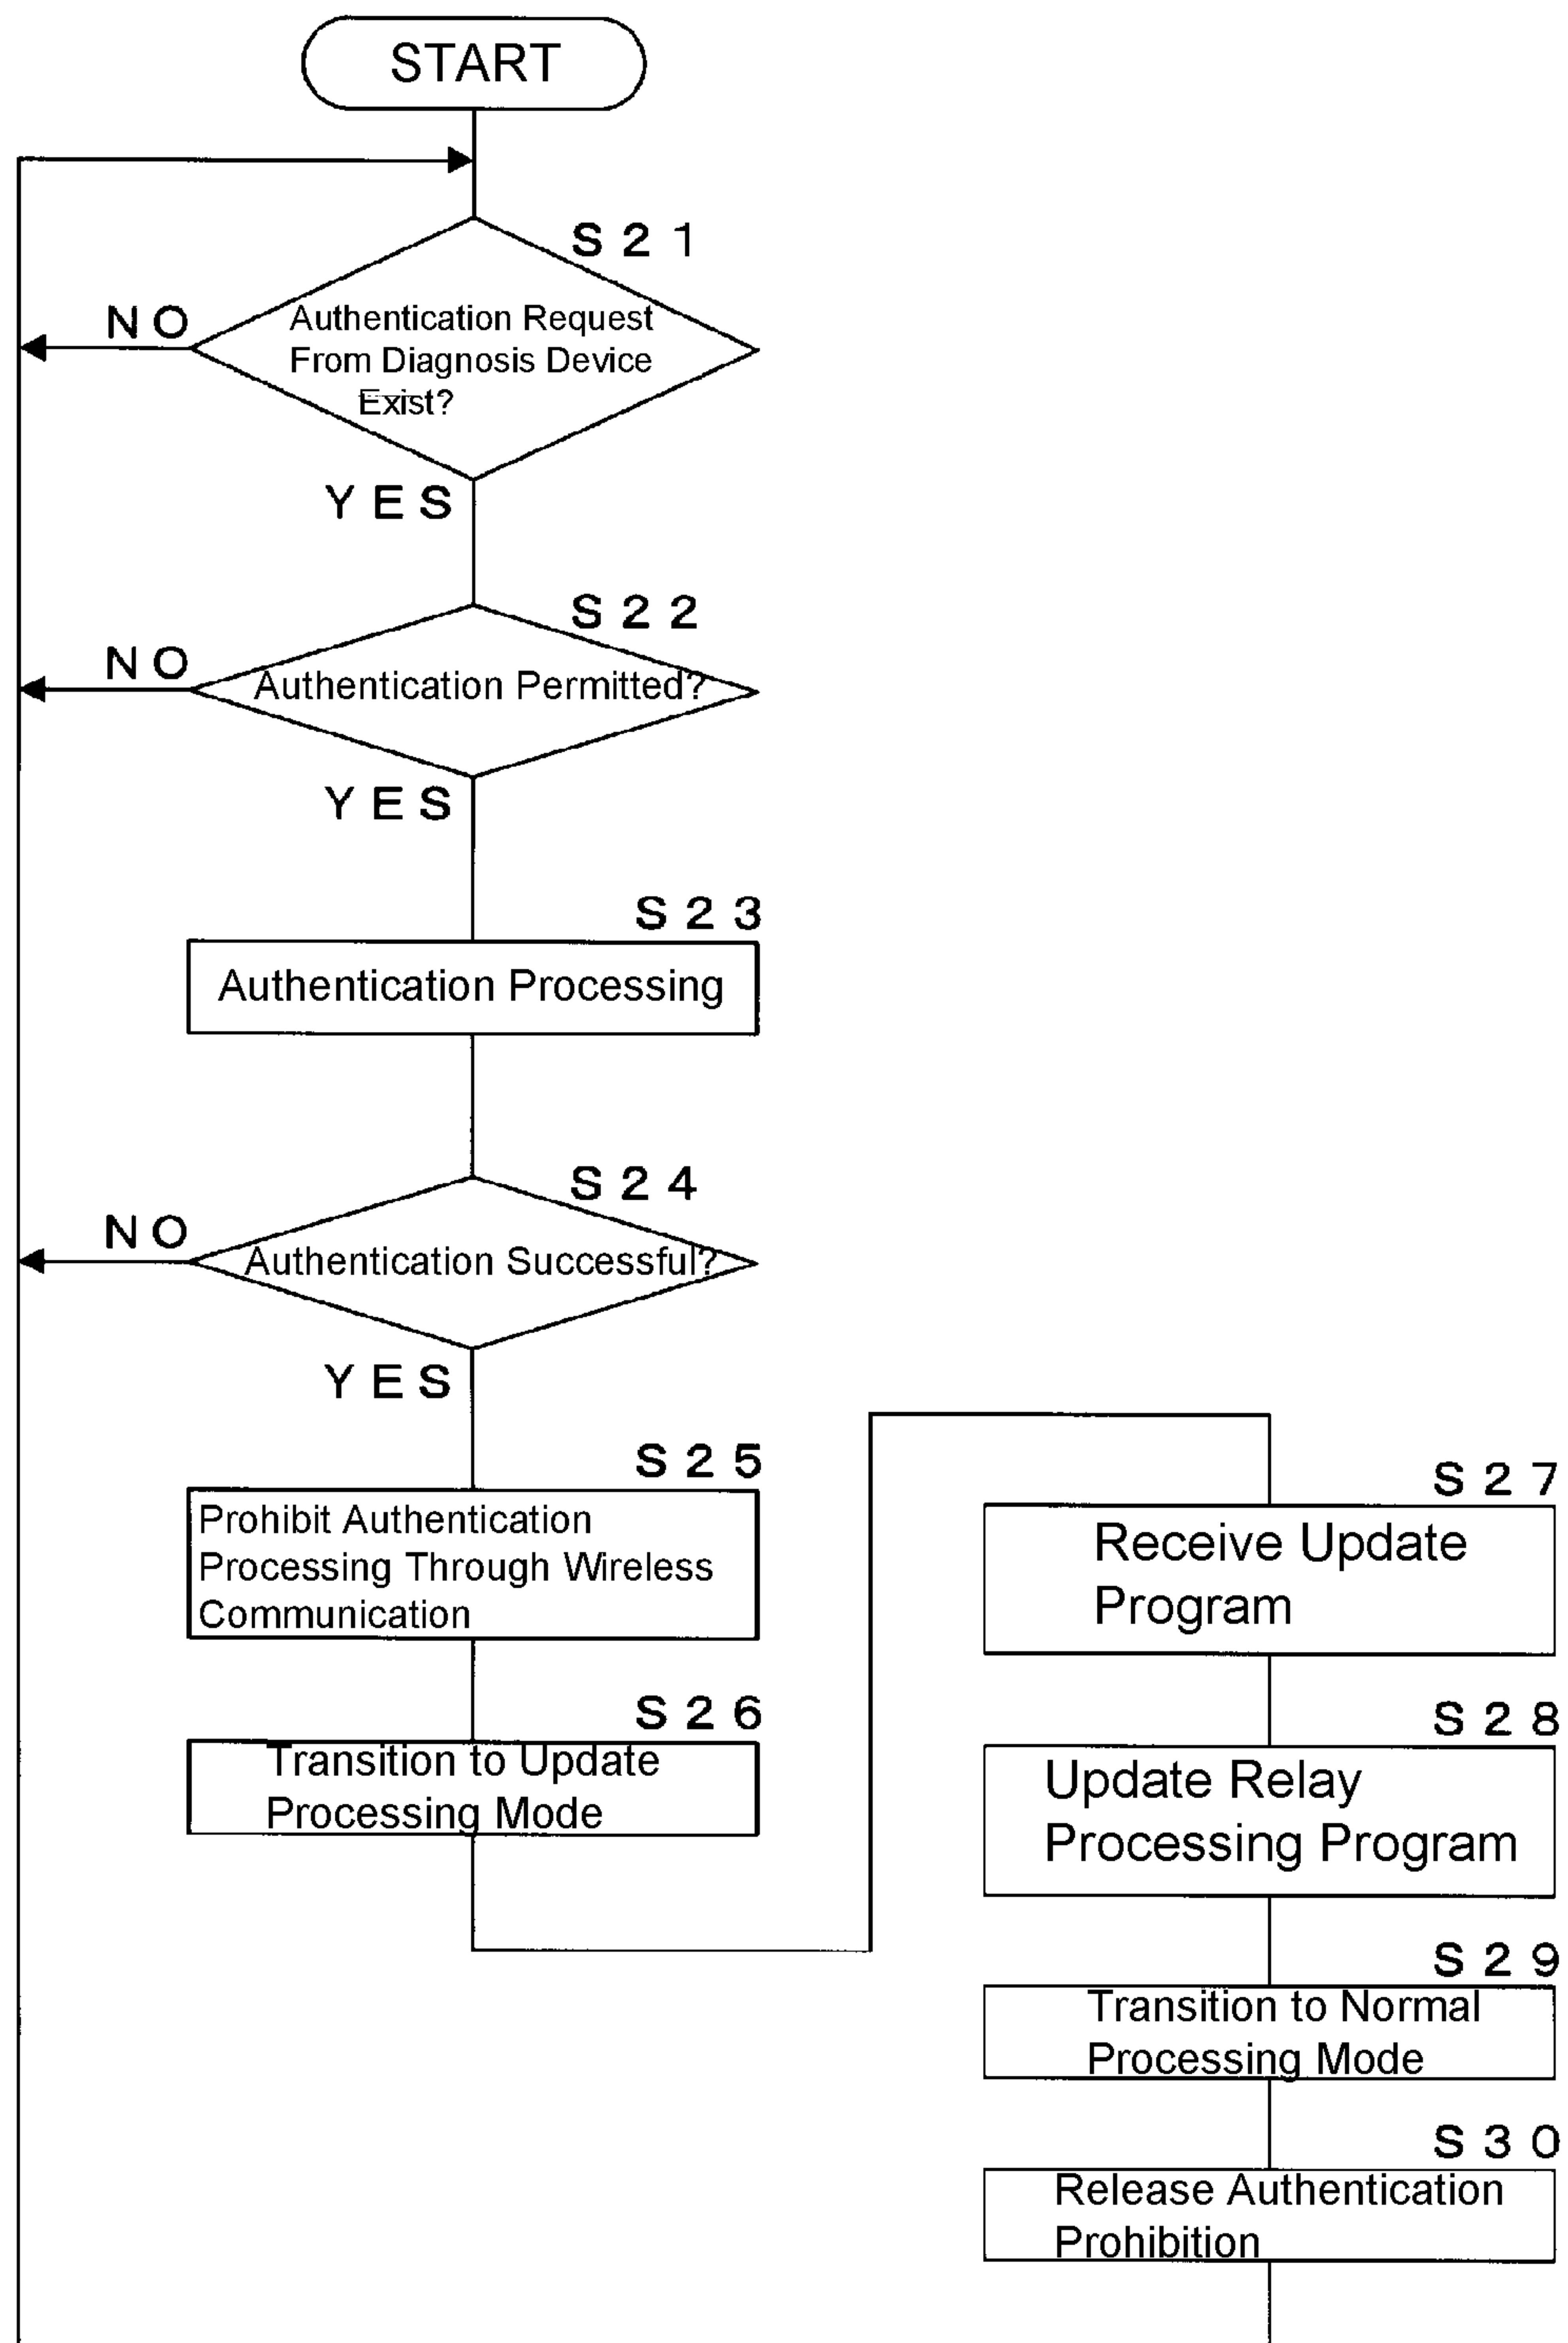 START
S21
NO
Authentication Request
From Diagnosis Device
Exist?
YES
S22
NO
Authentication Permitted?
YES
S23
Authentication Processing
S24
NO
Authentication Successful?
YES
S25
Prohibit Authentication
Processing Through Wireless
Communication
S26
Transition to Update
Processing Mode
S27
Receive Update
Program
S28
Update Relay
Processing Program
S29
Transition to Normal
Processing Mode
S30
Release Authentication
Prohibition